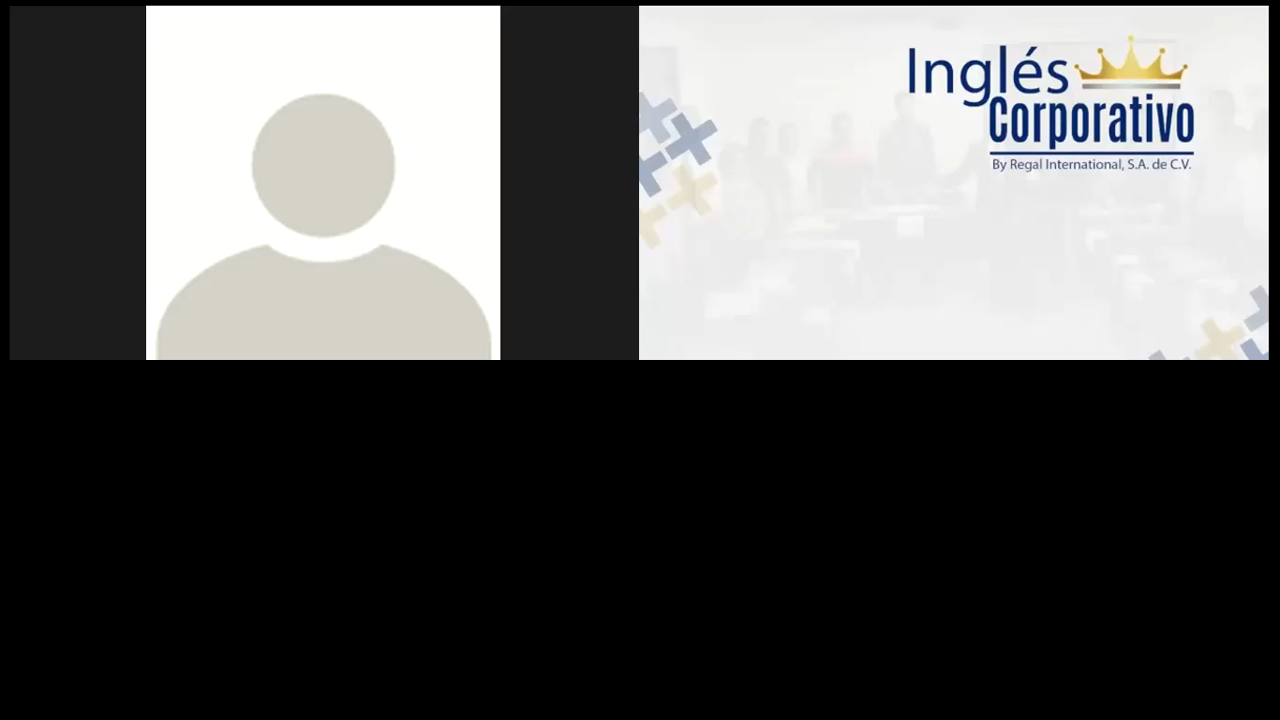 Inglés
Corporativo
By Regal International, S.A. de C.V.